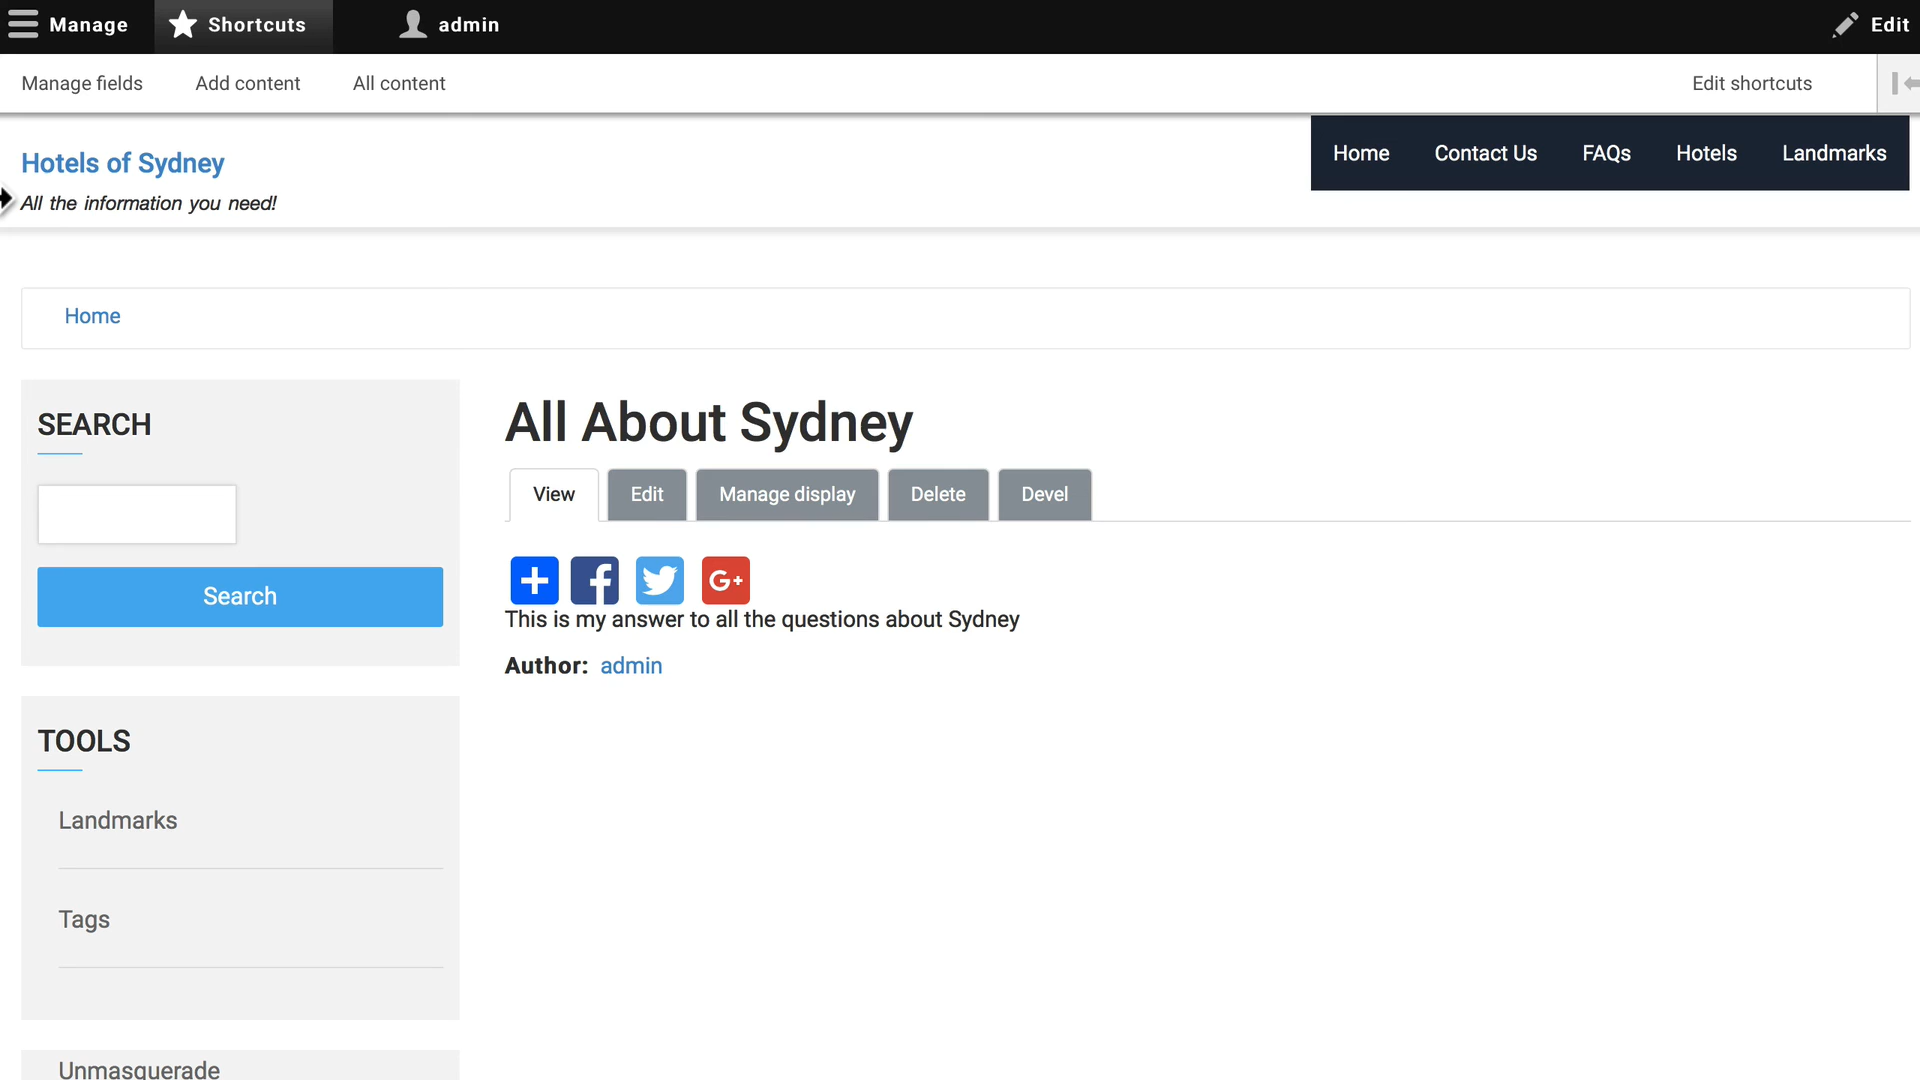 Manage
Shortcuts
admin
Edit
Manage fields
Add content
All content
Edit shortcuts
Hotels of Sydney
All the information you need!
Home
Contact Us
FAQs
Hotels
Landmarks
Home
SEARCH
Search
All About Sydney
View
Edit
Manage display
Delete
Devel
G+
This is my answer to all the questions about Sydney
Author: admin
TOOLS
Landmarks
Tags
Unmasquerade